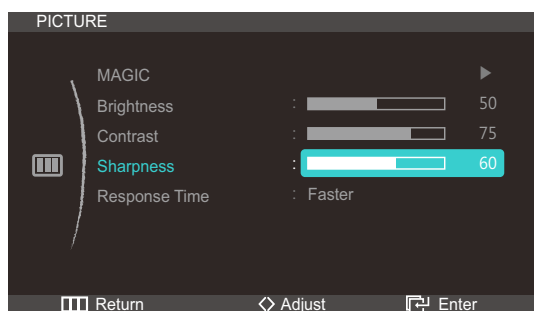 PICTURE
MAGIC
Brightness : 50
Contrast : 75
Sharpness : 60
Response Time : Faster
Return Adjust Enter